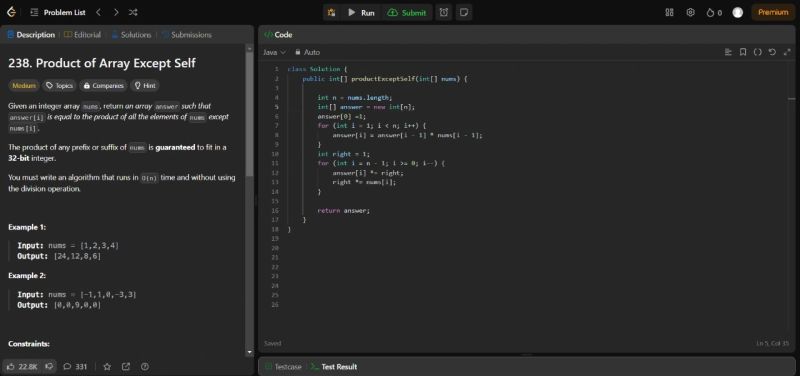 Problem List
Run
Submit
0
Premium
Description
Editorial
Solutions
Submissions
238. Product of Array Except Self
Medium
Topics
Companies
Hint
Given an integer array nums, return an array answer such that
answer[i] is equal to the product of all the elements of nums except
nums[i].
The product of any prefix or suffix of nums is guaranteed to fit in a
32-bit integer.
You must write an algorithm that runs in O(n) time and without using
the division operation.
Example 1:
Input: nums = [1,2,3,4]
Output: [24,12,8,6]
Example 2:
Input: nums = [-1,1,0,-3,3]
Output: [0,0,9,0,0]
Constraints:
22.8K
331
</> Code
Java
Auto
1 class Solution {
2 public int[] productExceptSelf(int[] nums) {
3
4 int n = nums.length;
5 int[] answer = new int[n];
6 answer[0] =1;
7 for (int i = 1; i < n; i++) {
8 answer[i] = answer[i - 1] * nums[i - 1];
9 }
10 int right = 1;
11 for (int i = n - 1; i >= 0; i--) {
12 answer[i] *= right;
13 right *= nums[i];
14 }
15
16 return answer;
17 }
18 }
19
20
21
22
23
24
25
26
Saved
Ln 5, Col 35
Testcase
Test Result